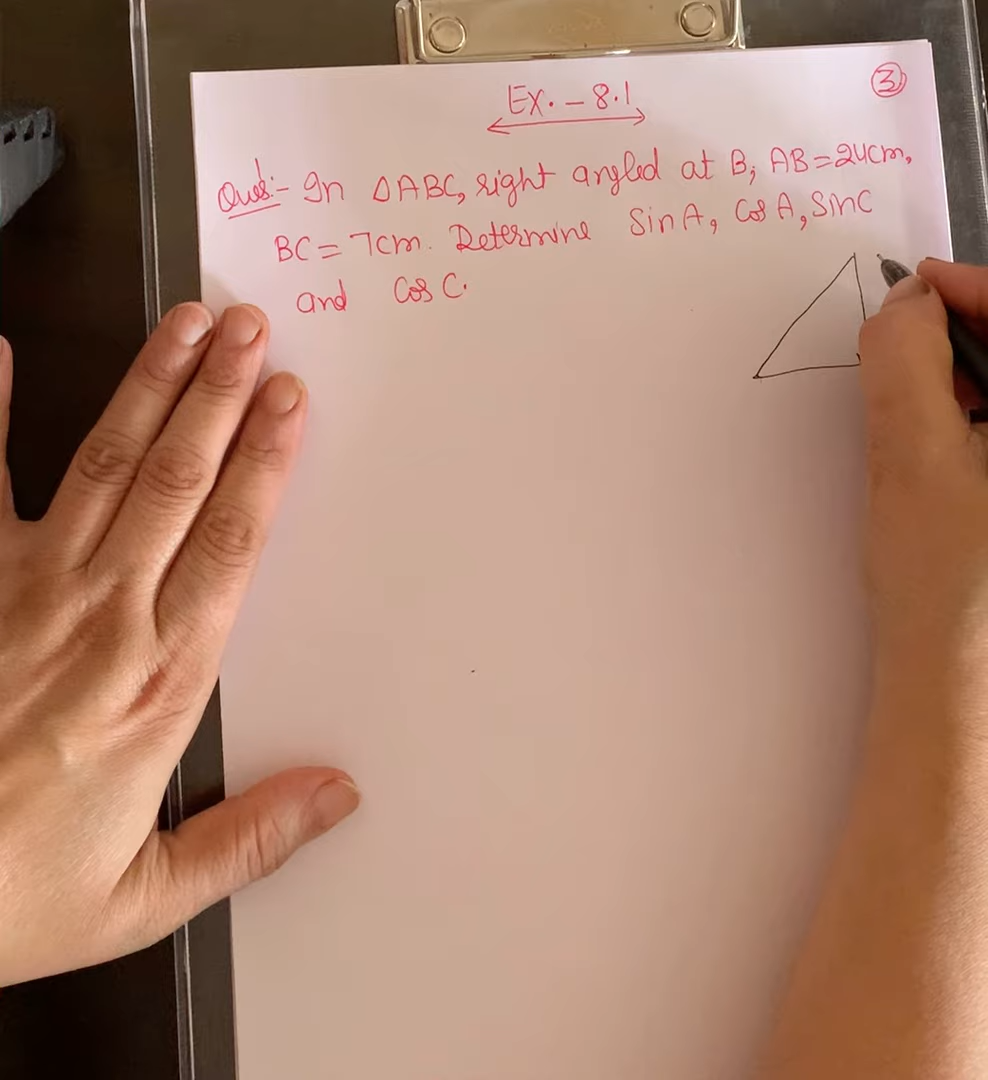 Ex. - 8.1
3
Ques:- In △ABC, right angled at B; AB = 24cm,
BC = 7cm. Determine Sin A, Cos A, Sin C
and Cos C.